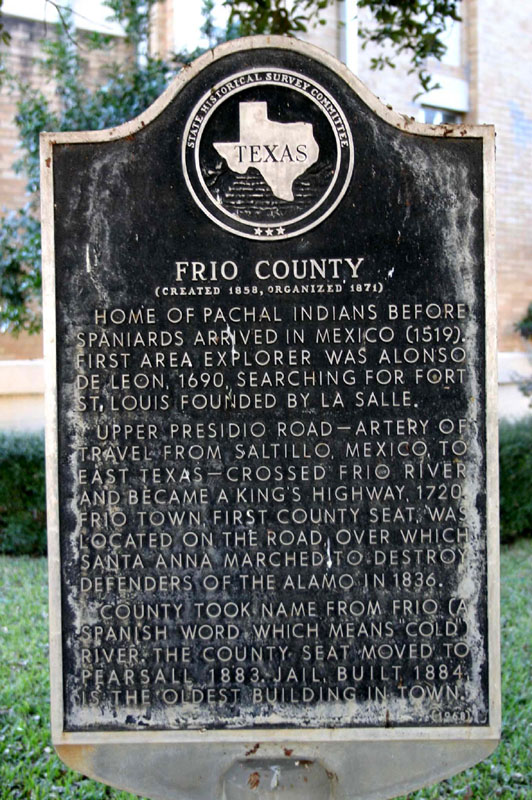 STATE HISTORICAL SURVEY COMMITTEE
TEXAS
FRIO COUNTY
(CREATED 1858, ORGANIZED 1871)
HOME OF PACHAL INDIANS BEFORE
SPANIARDS ARRIVED IN MEXICO (1519).
FIRST AREA EXPLORER WAS ALONSO
DE LEON, 1690, SEARCHING FOR FORT
ST. LOUIS FOUNDED BY LA SALLE.
UPPER PRESIDIO ROAD—ARTERY OF
TRAVEL FROM SALTILLO, MEXICO, TO
EAST TEXAS—CROSSED FRIO RIVER
AND BECAME A KING'S HIGHWAY, 1720.
FRIO TOWN, FIRST COUNTY SEAT, WAS
LOCATED ON THE ROAD, OVER WHICH
SANTA ANNA MARCHED TO DESTROY
DEFENDERS OF THE ALAMO IN 1836.
COUNTY TOOK NAME FROM FRIO (A
SPANISH WORD WHICH MEANS "COLD")
RIVER. THE COUNTY SEAT MOVED TO
PEARSALL, 1883. JAIL, BUILT 1884,
IS THE OLDEST BUILDING IN TOWN.
(1968)